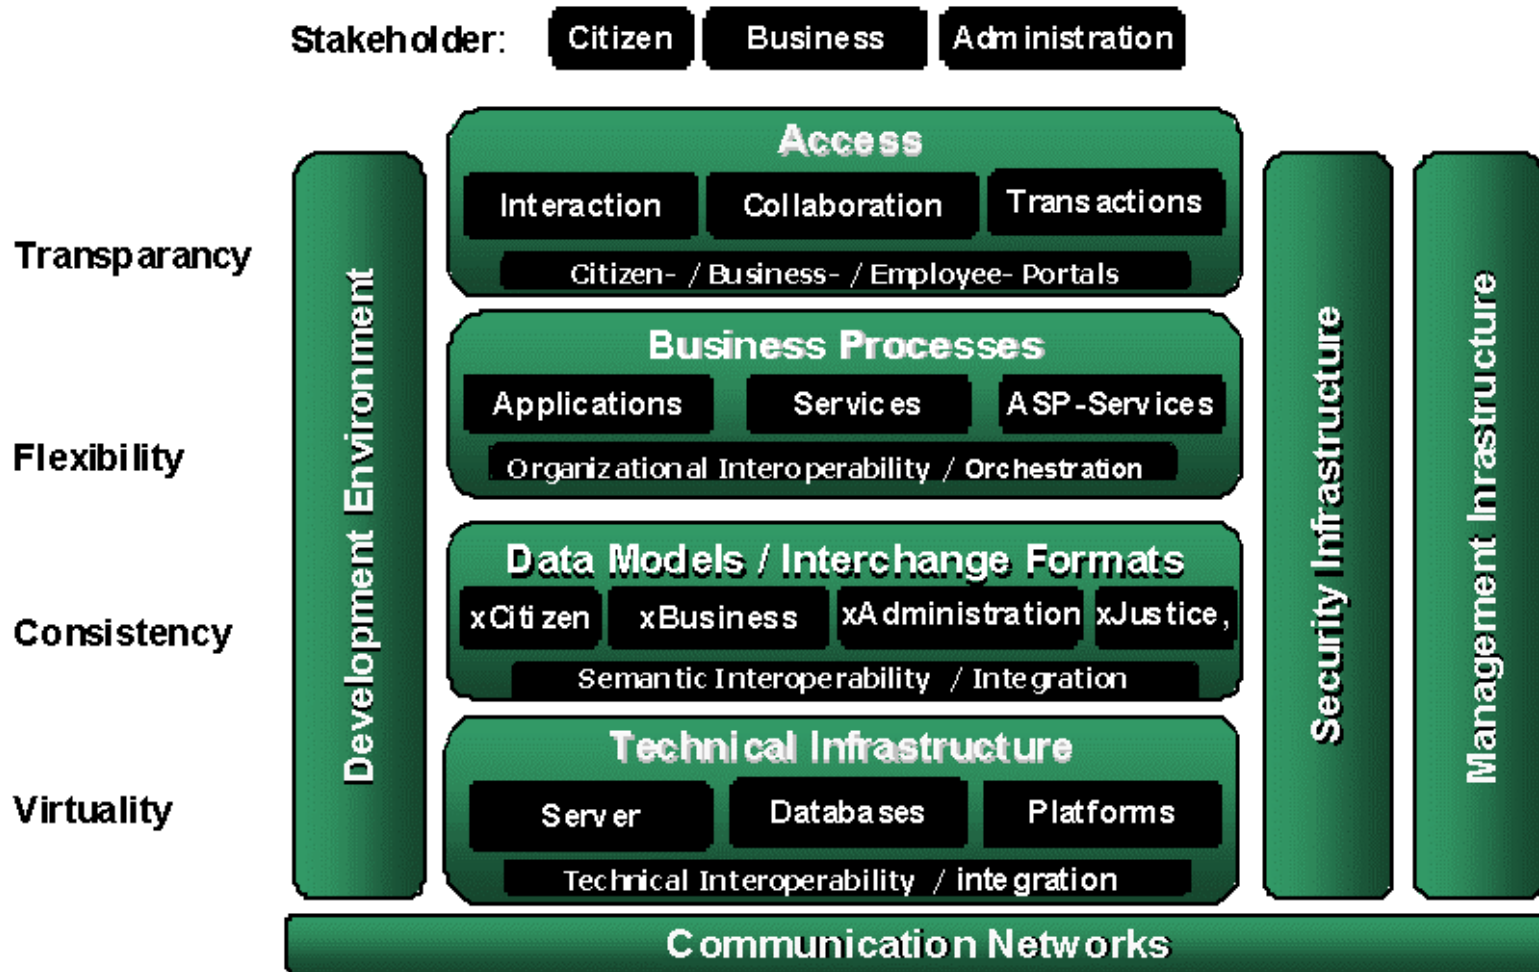 Stakeholder: Citizen Business Administration
Access
Interaction Collaboration Transactions
Citizen- / Business- / Employee- Portals
Transparancy
Business Processes
Applications Services ASP-Services
Organizational Interoperability / Orchestration
Flexibility
Data Models / Interchange Formats
xCitizen xBusiness xAdministration xJustice,
Semantic Interoperability / Integration
Consistency
Technical Infrastructure
Server Databases Platforms
Technical Interoperability / integration
Virtuality
Development Environment
Security Infrastructure
Management Inrastructure
Communication Networks